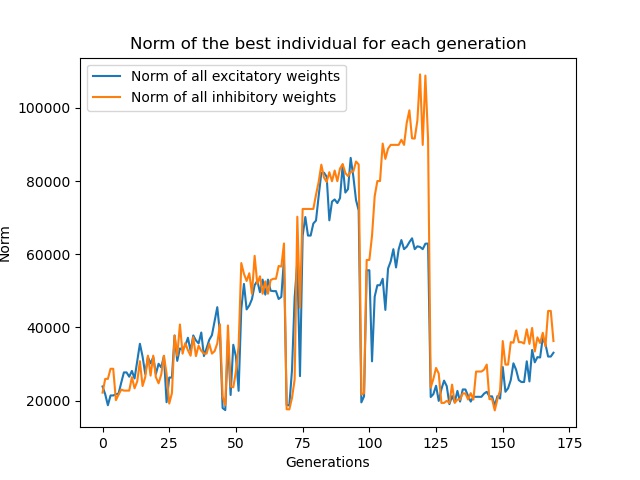 Norm of the best individual for each generation
Norm of all excitatory weights
Norm of all inhibitory weights
100000
80000
60000
40000
20000
Norm
0 25 50 75 100 125 150 175
Generations